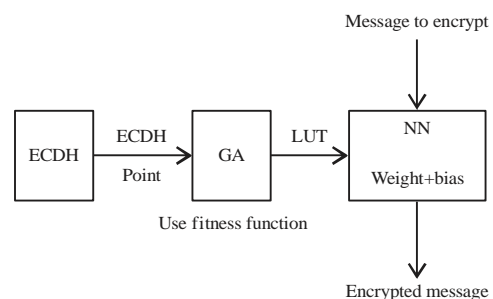 Message to encrypt
ECDH
ECDH
Point
GA
Use fitness function
LUT
NN
Weight+bias
Encrypted message